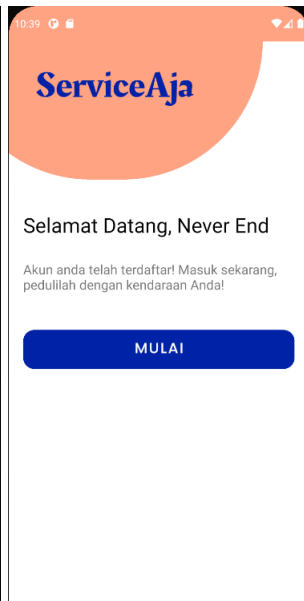 10:39
ServiceAja
Selamat Datang, Never End
Akun anda telah terdaftar! Masuk sekarang,
pedulilah dengan kendaraan Anda!
MULAI